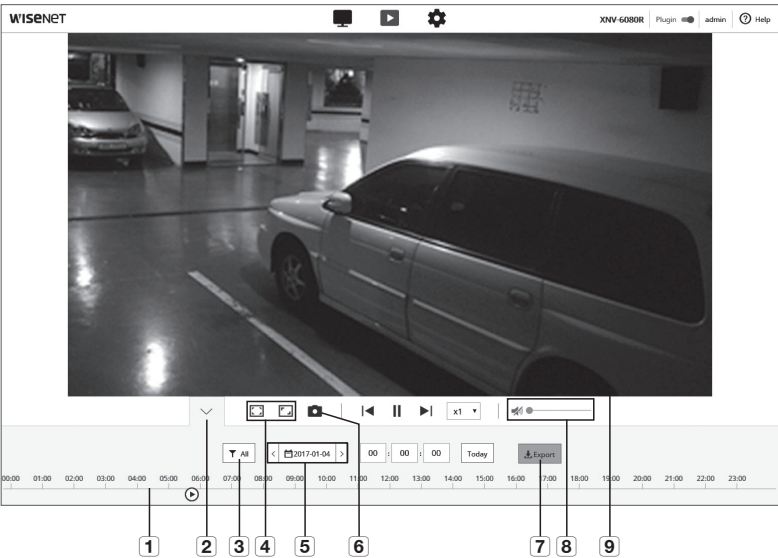 WISENET
XNV-6080R Plugin admin ? Help
x1
All 2017-01-04 00 : 00 : 00 Today Export
00:00 01:00 02:00 03:00 04:00 05:00 06:00 07:00 08:00 09:00 10:00 11:00 12:00 13:00 14:00 15:00 16:00 17:00 18:00 19:00 20:00 21:00 22:00 23:00
1 2 3 4 5 6 7 8 9